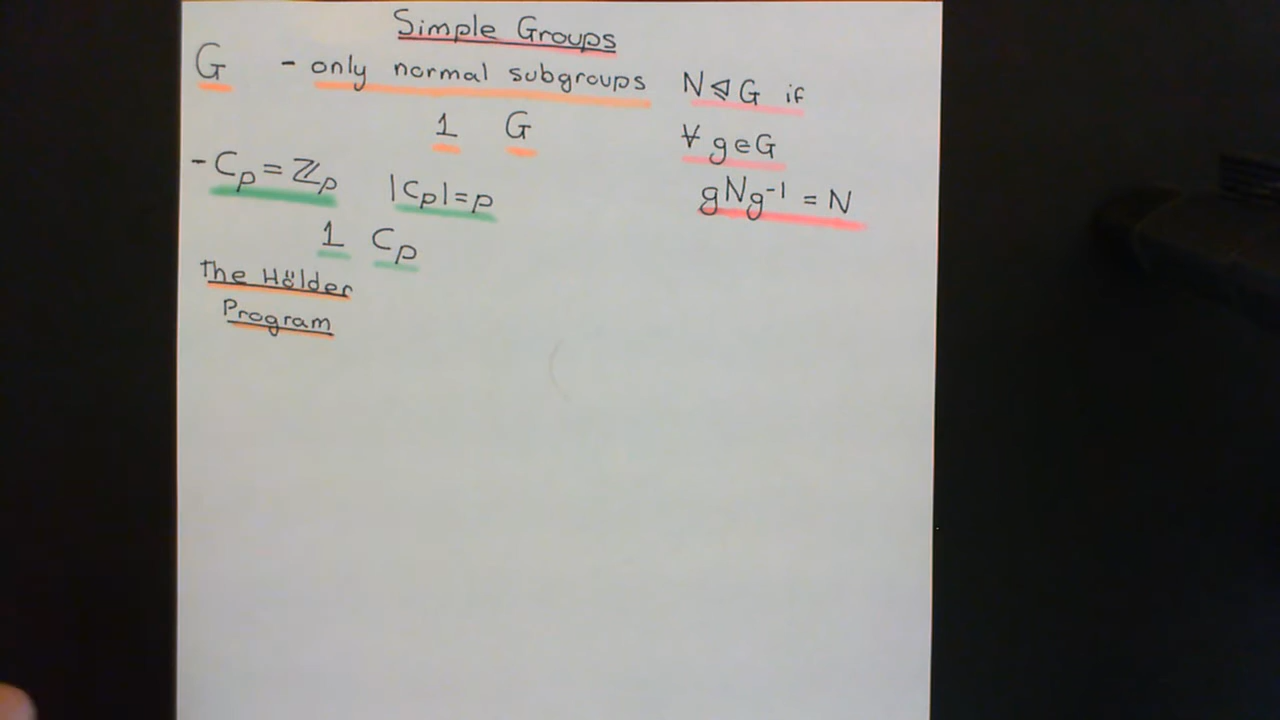 Simple Groups
G - only normal subgroups N ⊴ G if
1 G ∀ g ∈ G
- Cp = ℤp |Cp| = p gNg⁻¹ = N
1 Cp
The Hölder
Program